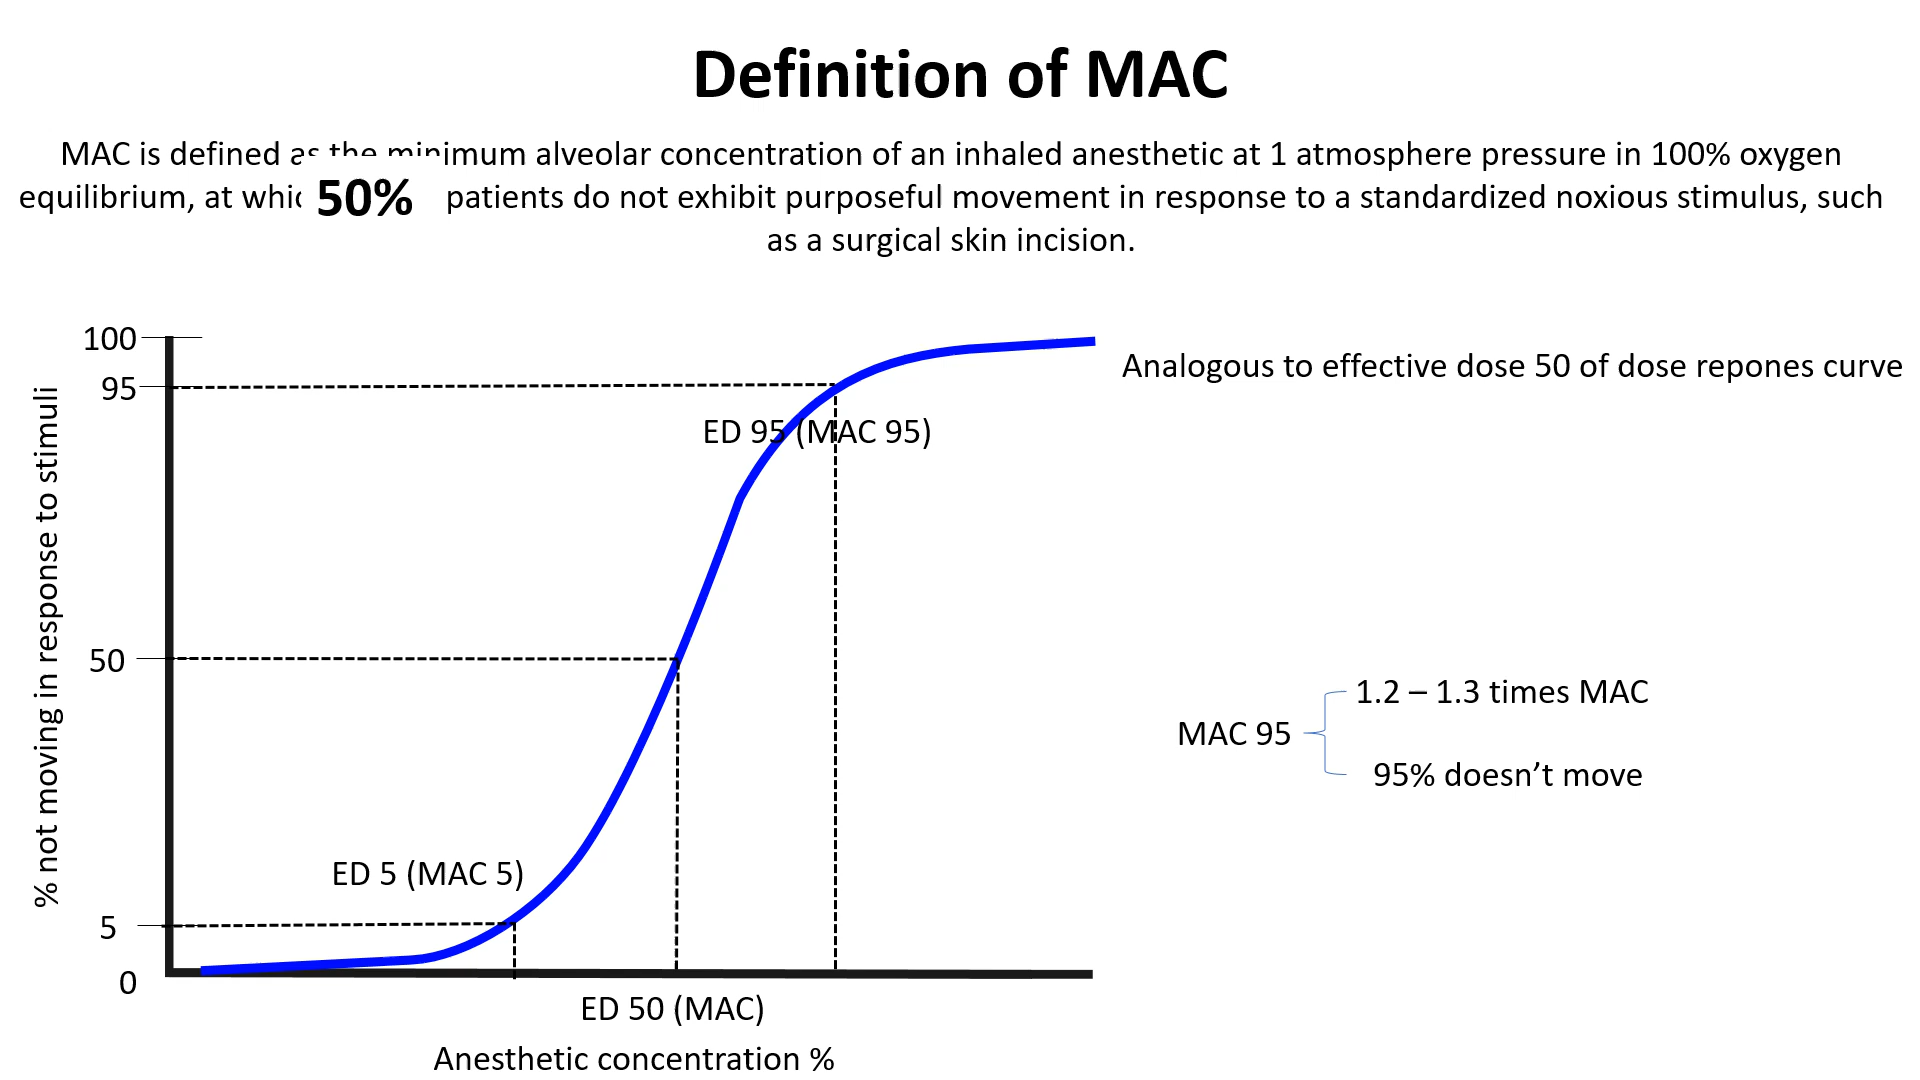 Definition of MAC
MAC is defined as the minimum alveolar concentration of an inhaled anesthetic at 1 atmosphere pressure in 100% oxygen
equilibrium, at whic 50% patients do not exhibit purposeful movement in response to a standardized noxious stimulus, such
as a surgical skin incision.
% not moving in response to stimuli
100
95
50
5
0
ED 95 (MAC 95)
ED 5 (MAC 5)
ED 50 (MAC)
Anesthetic concentration %
Analogous to effective dose 50 of dose repones curve
MAC 95
1.2 – 1.3 times MAC
95% doesn’t move